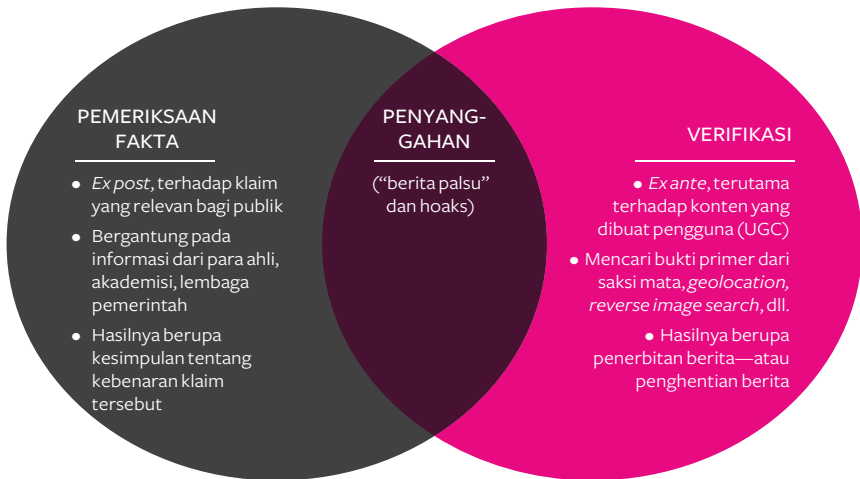 PEMERIKSAAN
FAKTA
• Ex post, terhadap klaim
yang relevan bagi publik
• Bergantung pada
informasi dari para ahli,
akademisi, lembaga
pemerintah
• Hasilnya berupa
kesimpulan tentang
kebenaran klaim
tersebut
PENYANG-
GAHAN
(“berita palsu”
dan hoaks)
VERIFIKASI
• Ex ante, terutama
terhadap konten yang
dibuat pengguna (UGC)
• Mencari bukti primer dari
saksi mata, geolocation,
reverse image search, dll.
• Hasilnya berupa
penerbitan berita—atau
penghentian berita